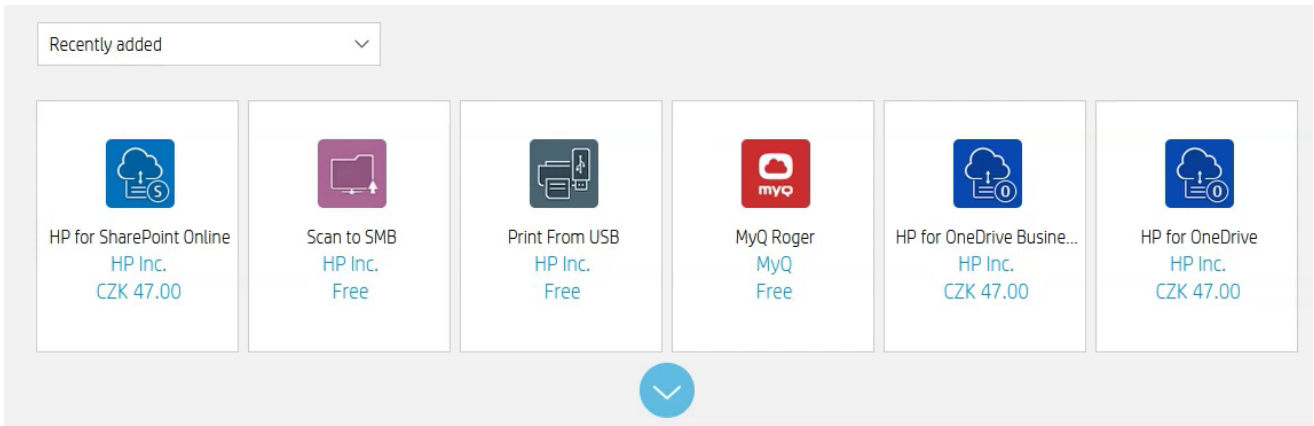 Recently added
HP for SharePoint Online
HP Inc.
CZK 47.00
Scan to SMB
HP Inc.
Free
Print From USB
HP Inc.
Free
myQ
MyQ Roger
MyQ
Free
HP for OneDrive Busine...
HP Inc.
CZK 47.00
HP for OneDrive
HP Inc.
CZK 47.00